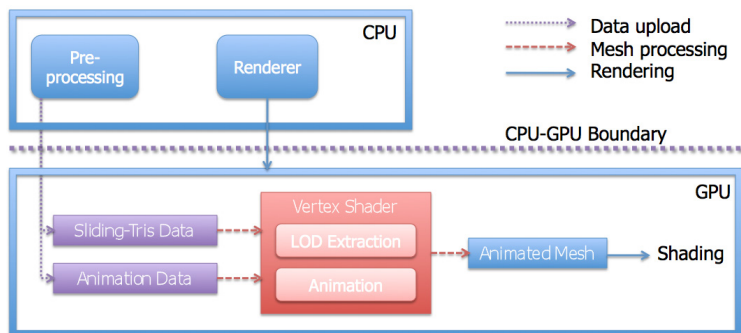 CPU
Pre-
processing
Renderer
Data upload
Mesh processing
Rendering
CPU-GPU Boundary
GPU
Sliding-Tris Data
Animation Data
Vertex Shader
LOD Extraction
Animation
Animated Mesh
Shading